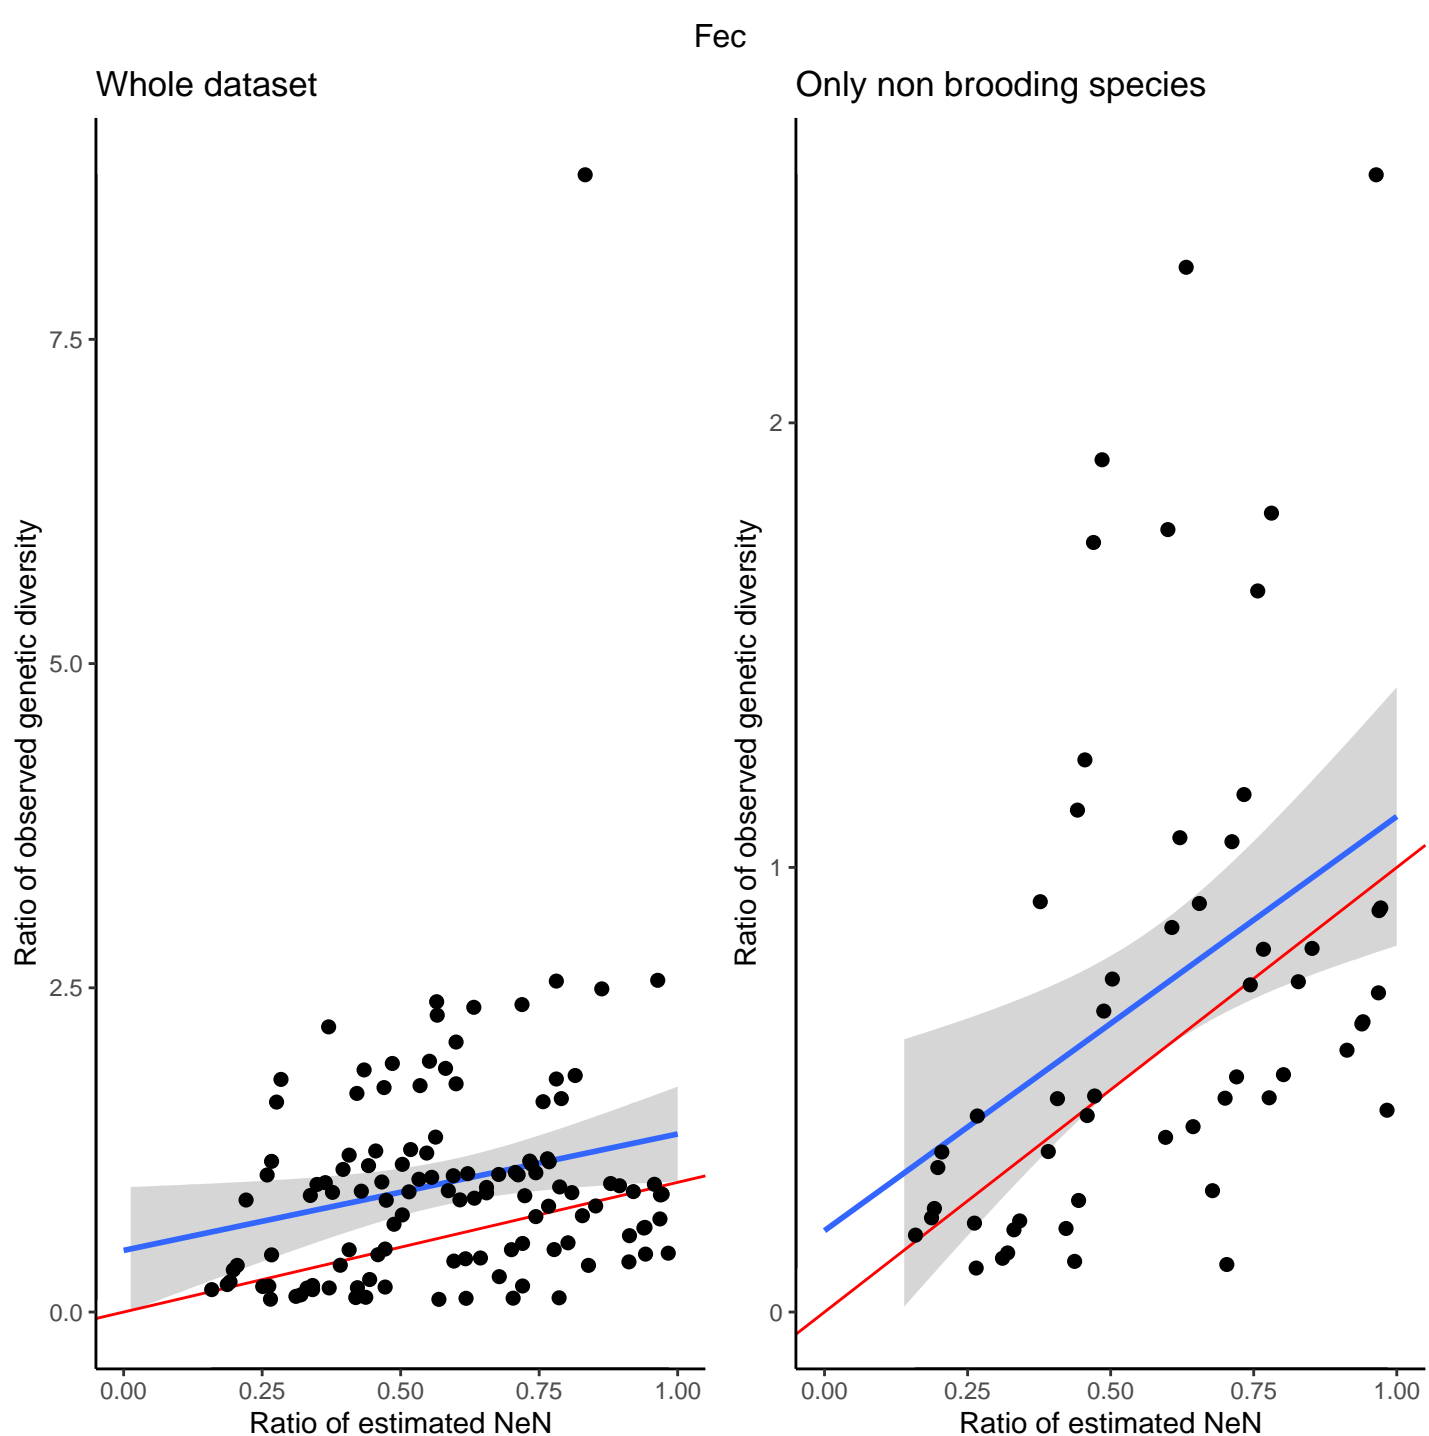 Fec
Whole dataset
Only non brooding species
Ratio of observed genetic diversity
7.5
5.0
2.5
0.0
0.00 0.25 0.50 0.75 1.00
Ratio of estimated NeN
Ratio of observed genetic diversity
2
1
0
0.00 0.25 0.50 0.75 1.00
Ratio of estimated NeN